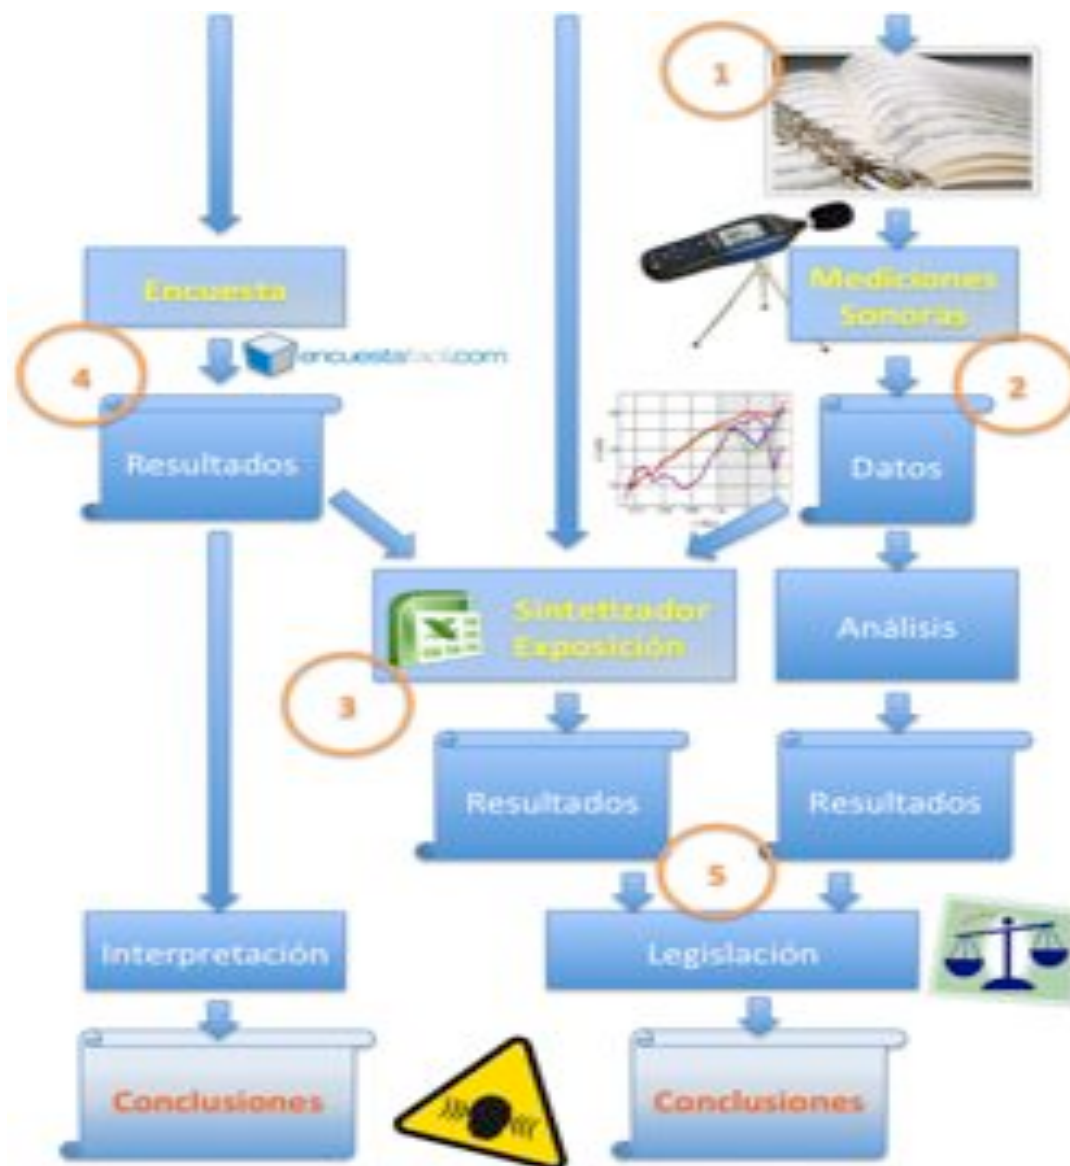 1
Encuesta
Mediciones
Sonoras
encuestafacil.com
4
2
Resultados
Datos
Sintetizador
Exposición
Análisis
3
Resultados
Resultados
5
Interpretación
Legislación
Conclusiones
Conclusiones